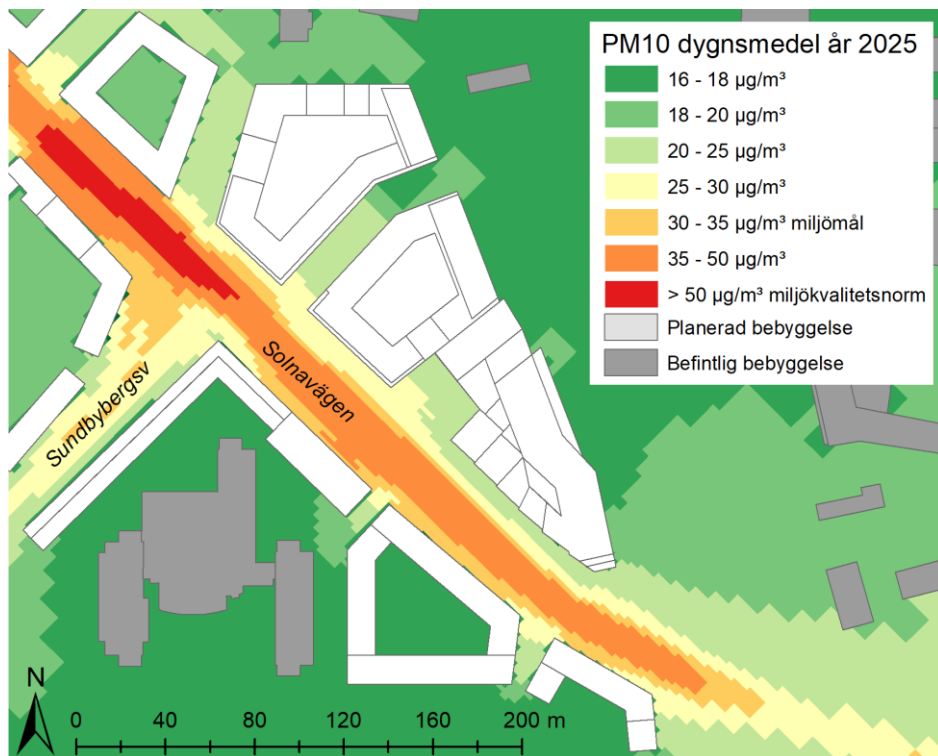 PM10 dygnsmedel år 2025
16 - 18 µg/m³
18 - 20 µg/m³
20 - 25 µg/m³
25 - 30 µg/m³
30 - 35 µg/m³ miljömål
35 - 50 µg/m³
> 50 µg/m³ miljökvalitetsnorm
Planerad bebyggelse
Befintlig bebyggelse
Solnavägen
Sundbybergsv
N
0 40 80 120 160 200 m